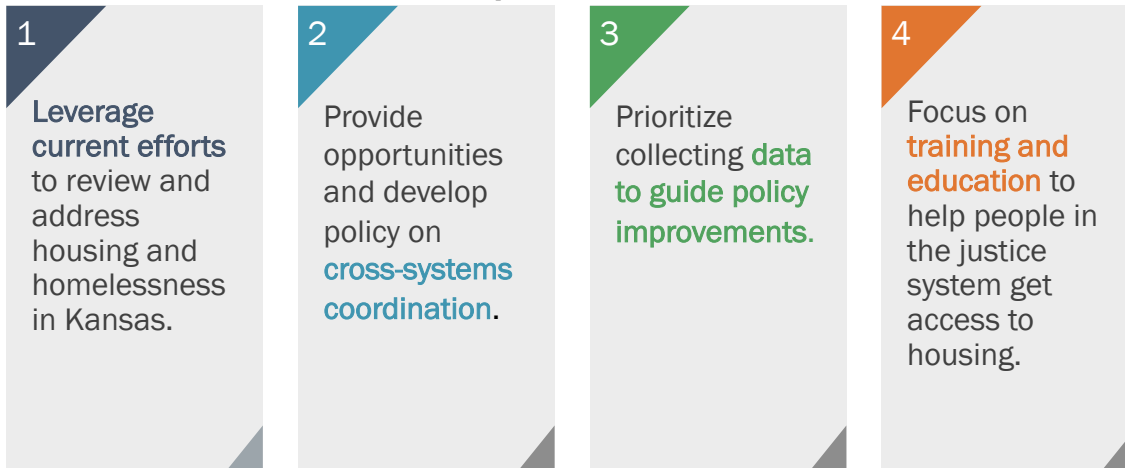 1
Leverage
current efforts
to review and
address
housing and
homelessness
in Kansas.
2
Provide
opportunities
and develop
policy on
cross-systems
coordination.
3
Prioritize
collecting data
to guide policy
improvements.
4
Focus on
training and
education to
help people in
the justice
system get
access to
housing.